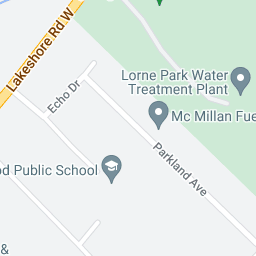 Lakeshore Rd W
Echo Dr
Lorne Park Water
Treatment Plant
Mc Millan Fue
Parkland Ave
od Public School
&